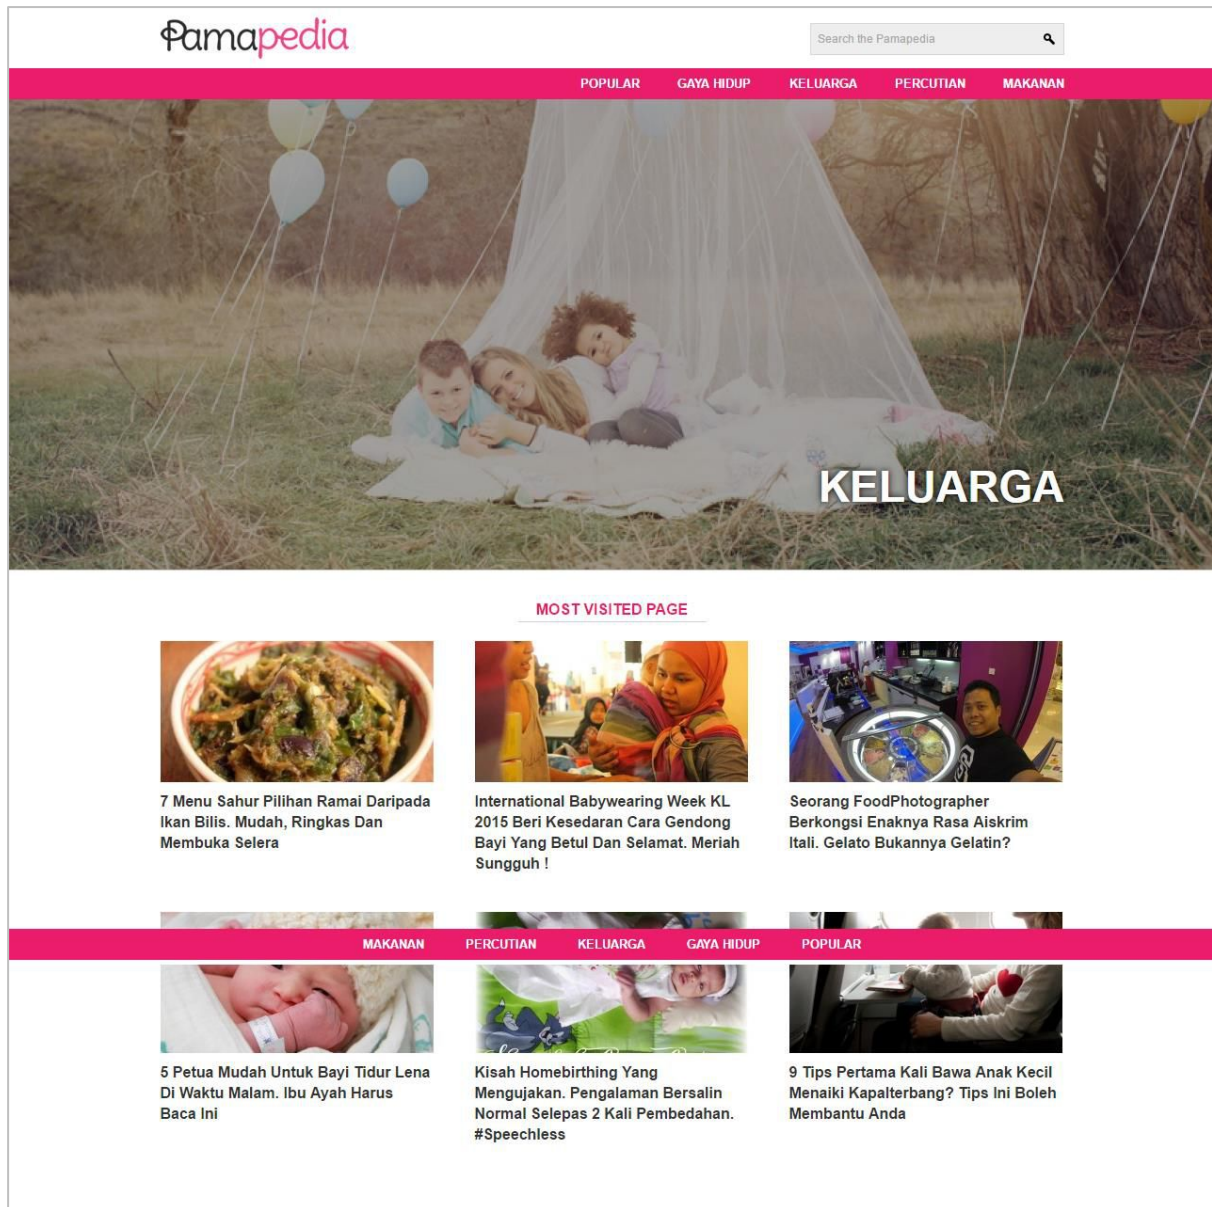 Pamapedia
Search the Pamapedia
POPULAR GAYA HIDUP KELUARGA PERCUTIAN MAKANAN
KELUARGA
MOST VISITED PAGE
7 Menu Sahur Pilihan Ramai Daripada
Ikan Bilis. Mudah, Ringkas Dan
Membuka Selera
International Babywearing Week KL
2015 Beri Kesedaran Cara Gendong
Bayi Yang Betul Dan Selamat. Meriah
Sungguh !
Seorang FoodPhotographer
Berkongsi Enaknya Rasa Aiskrim
Itali. Gelato Bukannya Gelatin?
MAKANAN PERCUTIAN KELUARGA GAYA HIDUP POPULAR
5 Petua Mudah Untuk Bayi Tidur Lena
Di Waktu Malam. Ibu Ayah Harus
Baca Ini
Kisah Homebirthing Yang
Mengujakan. Pengalaman Bersalin
Normal Selepas 2 Kali Pembedahan.
#Speechless
9 Tips Pertama Kali Bawa Anak Kecil
Menaiki Kapalterbang? Tips Ini Boleh
Membantu Anda